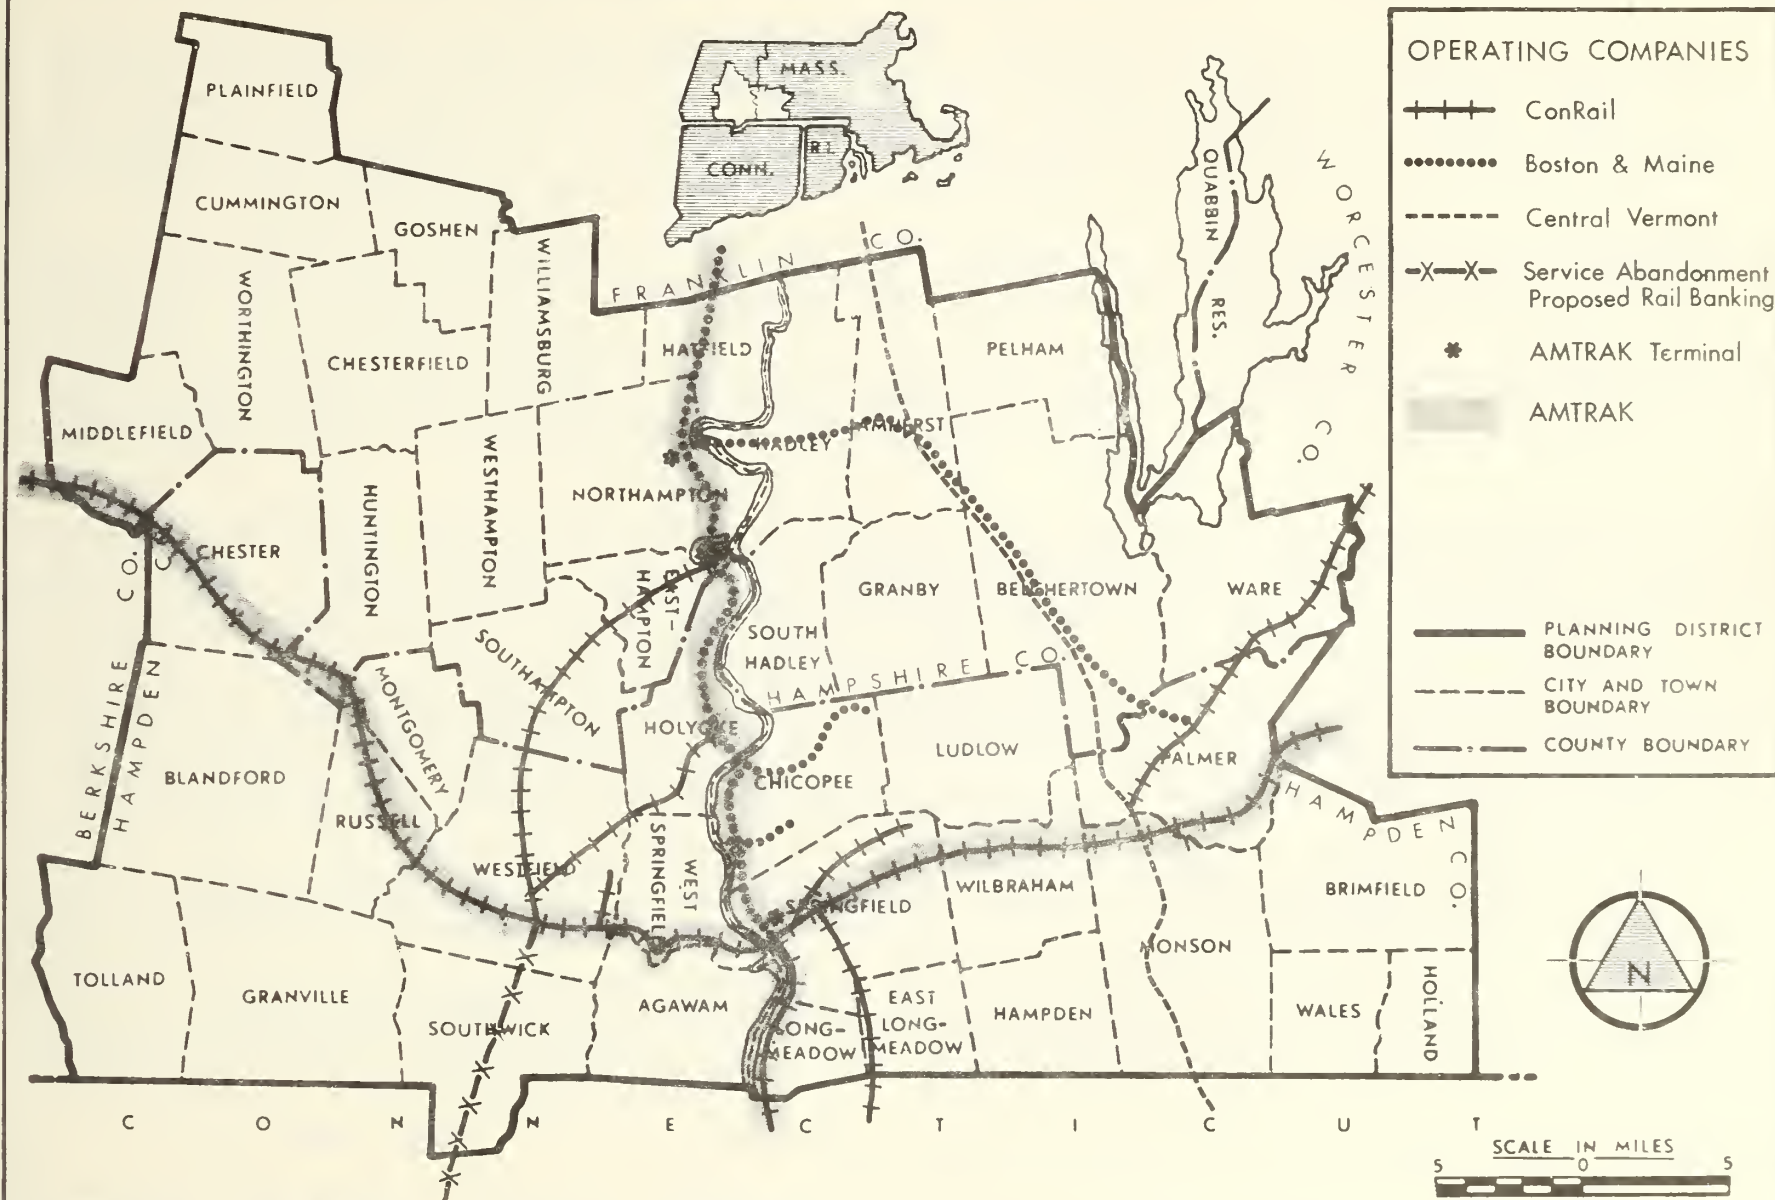 OPERATING COMPANIES
ConRail
Boston & Maine
Central Vermont
Service Abandonment
Proposed Rail Banking
AMTRAK Terminal
AMTRAK
PLANNING DISTRICT
BOUNDARY
CITY AND TOWN
BOUNDARY
COUNTY BOUNDARY
MASS.
CONN.
R.I.
PLAINFIELD
CUMMINGTON
GOSHEN
WORTHINGTON
CHESTERFIELD
WILLIAMSBURG
FRANKLIN CO.
HATFIELD
PELHAM
QUABBIN
RES.
WORCESTER CO.
MIDDLEFIELD
HADLEY
AMHERST
NORTHAMPTON
WESTHAMPTON
HUNTINGTON
CHESTER
BERKSHIRE CO.
HAMPDEN CO.
EAST-
HAMPTON
SOUTHAMPTON
MONTGOMERY
SOUTH
HADLEY
GRANBY
BELCHERTOWN
WARE
HAMPSHIRE CO.
HOLYOKE
CHICOPEE
LUDLOW
PALMER
BLANDFORD
RUSSELL
WESTFIELD
WEST
SPRINGFIELD
SPRINGFIELD
WILBRAHAM
HAMPDEN CO.
BRIMFIELD
TOLLAND
GRANVILLE
SOUTHWICK
AGAWAM
LONG-
MEADOW
EAST
LONG-
MEADOW
HAMPDEN
MONSON
WALES
HOLLAND
N
CONNECTICUT
SCALE IN MILES
5 0 5